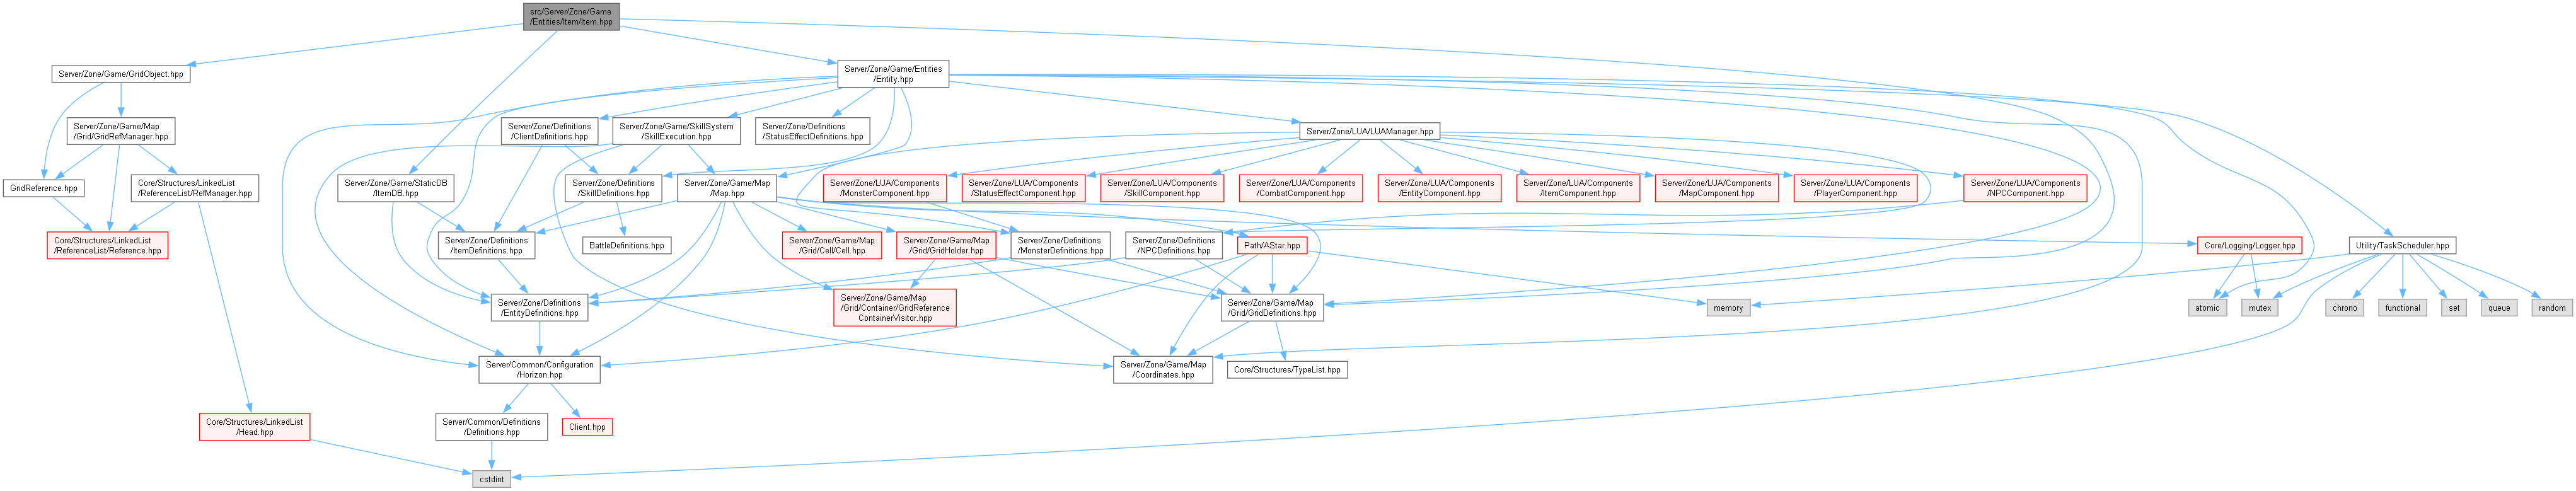 src/Server/Zone/Game
/Entities/Item/Item.hpp
Server/Zone/Game/GridObject.hpp
Server/Zone/Game/Entities
/Entity.hpp
Server/Zone/Game/Map
/Grid/GridRefManager.hpp
Server/Zone/Definitions
/ClientDefinitions.hpp
Server/Zone/Game/SkillSystem
/SkillExecution.hpp
Server/Zone/Definitions
/StatusEffectDefinitions.hpp
Server/Zone/LUA/LUAManager.hpp
GridReference.hpp
Core/Structures/LinkedList
/ReferenceList/RefManager.hpp
Server/Zone/Game/StaticDB
/ItemDB.hpp
Server/Zone/Definitions
/SkillDefinitions.hpp
Server/Zone/Game/Map
/Map.hpp
Server/Zone/LUA/Components
/MonsterComponent.hpp
Server/Zone/LUA/Components
/StatusEffectComponent.hpp
Server/Zone/LUA/Components
/SkillComponent.hpp
Server/Zone/LUA/Components
/CombatComponent.hpp
Server/Zone/LUA/Components
/EntityComponent.hpp
Server/Zone/LUA/Components
/ItemComponent.hpp
Server/Zone/LUA/Components
/MapComponent.hpp
Server/Zone/LUA/Components
/PlayerComponent.hpp
Server/Zone/LUA/Components
/NPCComponent.hpp
Core/Structures/LinkedList
/ReferenceList/Reference.hpp
Server/Zone/Definitions
/ItemDefinitions.hpp
BattleDefinitions.hpp
Server/Zone/Game/Map
/Grid/Cell/Cell.hpp
Server/Zone/Game/Map
/Grid/GridHolder.hpp
Server/Zone/Definitions
/MonsterDefinitions.hpp
Server/Zone/Definitions
/NPCDefinitions.hpp
Path/AStar.hpp
Core/Logging/Logger.hpp
Utility/TaskScheduler.hpp
Server/Zone/Definitions
/EntityDefinitions.hpp
Server/Zone/Game/Map
/Grid/Container/GridReference
ContainerVisitor.hpp
Server/Zone/Game/Map
/Grid/GridDefinitions.hpp
memory
atomic
mutex
chrono
functional
set
queue
random
Server/Common/Configuration
/Horizon.hpp
Server/Zone/Game/Map
/Coordinates.hpp
Core/Structures/TypeList.hpp
Core/Structures/LinkedList
/Head.hpp
Server/Common/Definitions
/Definitions.hpp
Client.hpp
cstdint